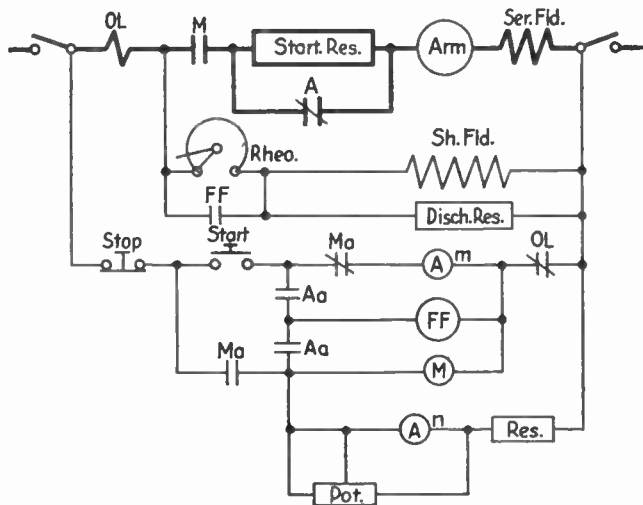 OL
M
Start. Res.
Arm
Ser. Fld.
A
Rheo.
Sh. Fld.
FF
Disch. Res.
Stop
Start
Ma
A m
OL
Aa
FF
Ma
Aa
M
A n
Res.
Pot.